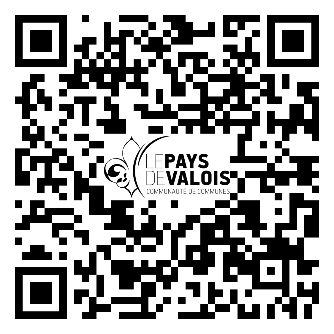 LE PAYS
DE VALOIS
COMMUNAUTÉ DE COMMUNES